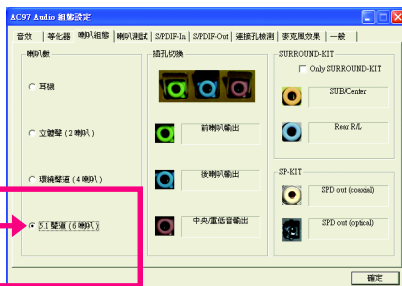 AC97 Audio 組態設定
音效 等化器 喇叭組態 喇叭測試 S/PDIF-In S/PDIF-Out 連接孔檢測 麥克風效果 一般
喇叭數
耳機
立體聲 (2 喇叭)
環繞聲道 (4 喇叭)
5.1 聲道 (6 喇叭)
插孔切換
前喇叭輸出
後喇叭輸出
中央/重低音輸出
SURROUND-KIT
Only SURROUND-KIT
SUB/Center
Rear R/L
SP-KIT
SPD out (coaxial)
SPD out (optical)
確定